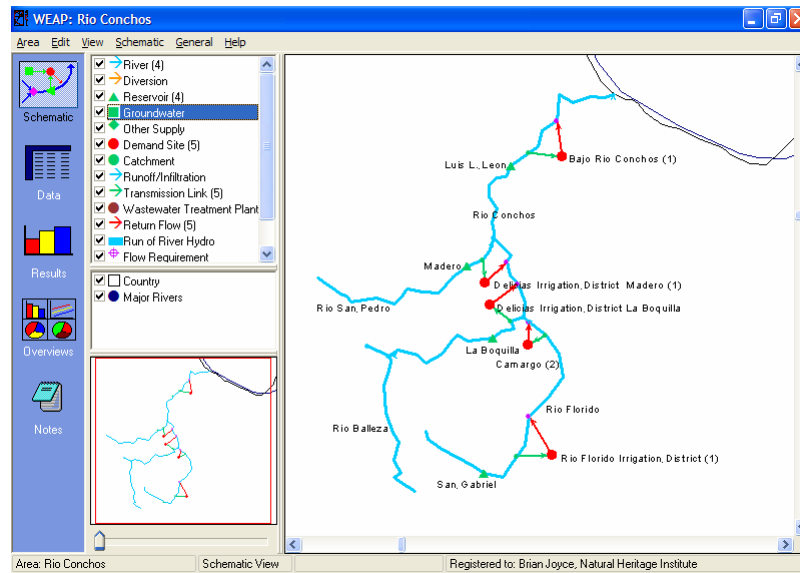 WEAP: Rio Conchos
Area Edit View Schematic General Help
Schematic
Data
Results
Overviews
Notes
River (4)
Diversion
Reservoir (4)
Groundwater
Other Supply
Demand Site (5)
Catchment
Runoff/Infiltration
Transmission Link (5)
Wastewater Treatment Plant
Return Flow (5)
Run of River Hydro
Flow Requirement
Country
Major Rivers
Luis L., Leon
Bajo Rio Conchos (1)
Rio Conchos
Madero
Delicias Irrigation, District Madero (1)
Rio San, Pedro
Delicias Irrigation, District La Boquilla
La Boquilla
Camargo (2)
Rio Balleza
Rio Florido
Rio Florido Irrigation, District (1)
San, Gabriel
Area: Rio Conchos
Schematic View
Registered to: Brian Joyce, Natural Heritage Institute